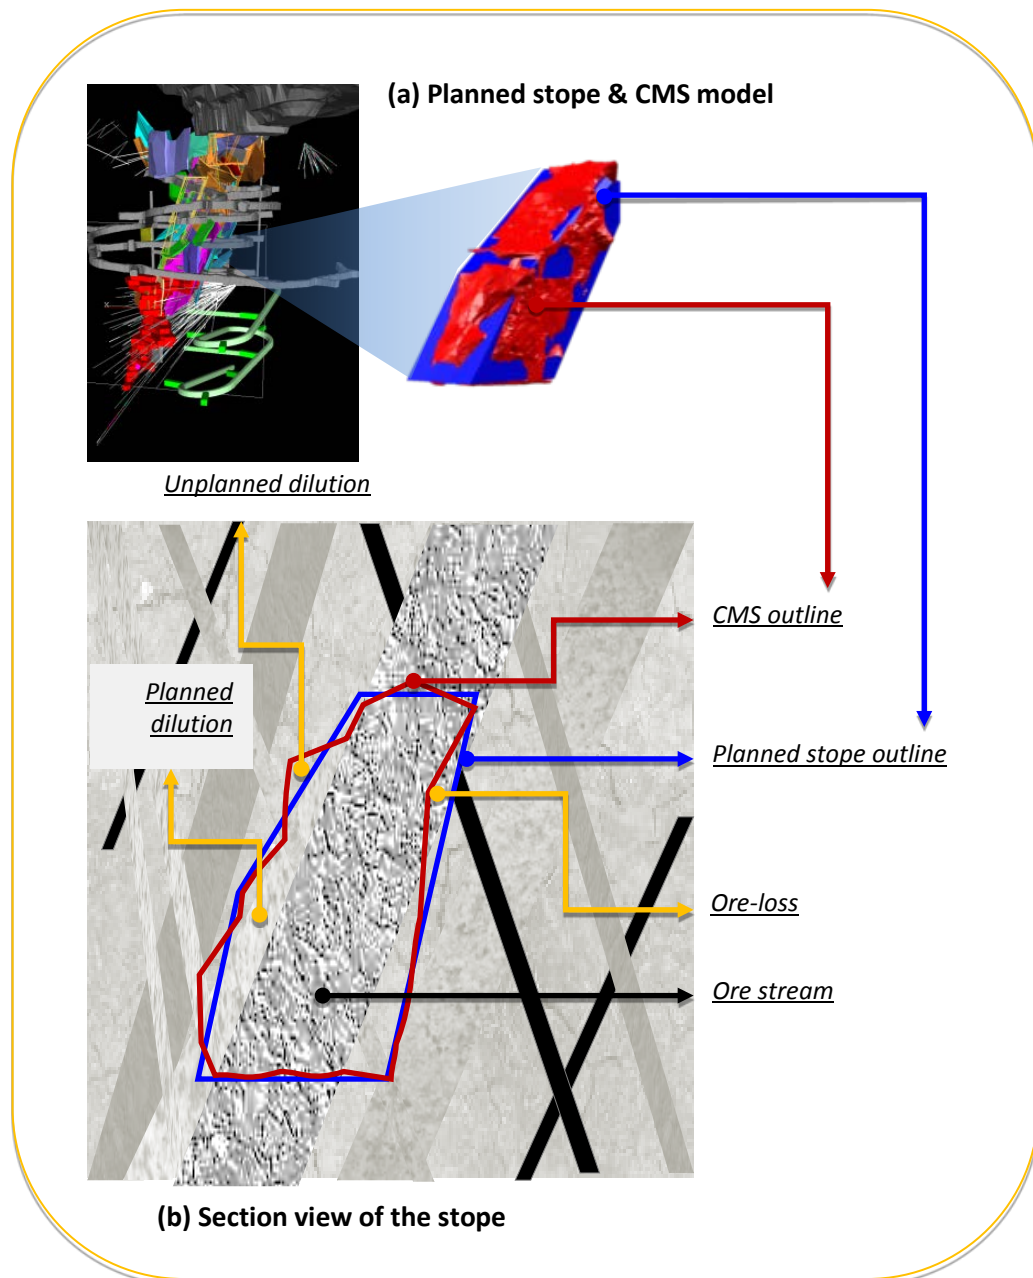 (a) Planned stope & CMS model
Unplanned dilution
CMS outline
Planned
dilution
Planned stope outline
Ore-loss
Ore stream
(b) Section view of the stope